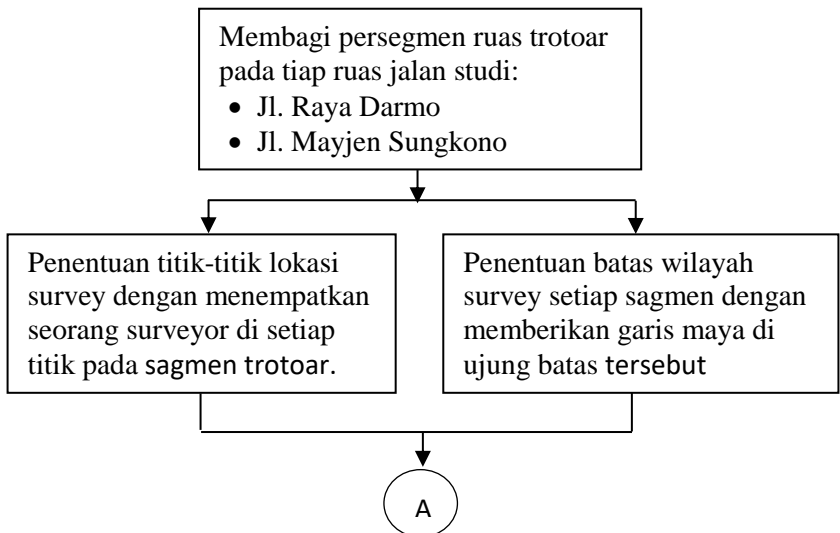 Membagi persegmen ruas trotoar
pada tiap ruas jalan studi:
• Jl. Raya Darmo
• Jl. Mayjen Sungkono
Penentuan titik-titik lokasi
survey dengan menempatkan
seorang surveyor di setiap
titik pada sagmen trotoar.
Penentuan batas wilayah
survey setiap sagmen dengan
memberikan garis maya di
ujung batas tersebut
A